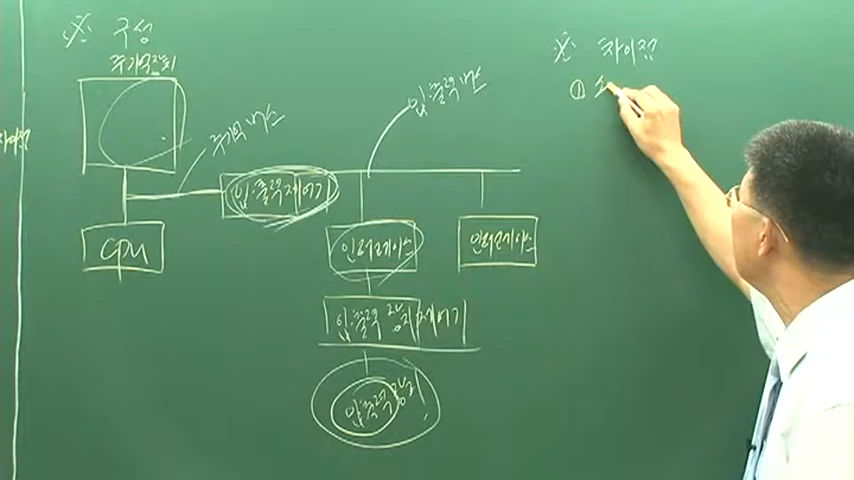 ※ 구성
주기억장치
주기억 버스
입·출력 버스
입·출력제어기
CPU
인터페이스
인터페이스
입·출력 장치제어기
입·출력장치
※ 차이점
①